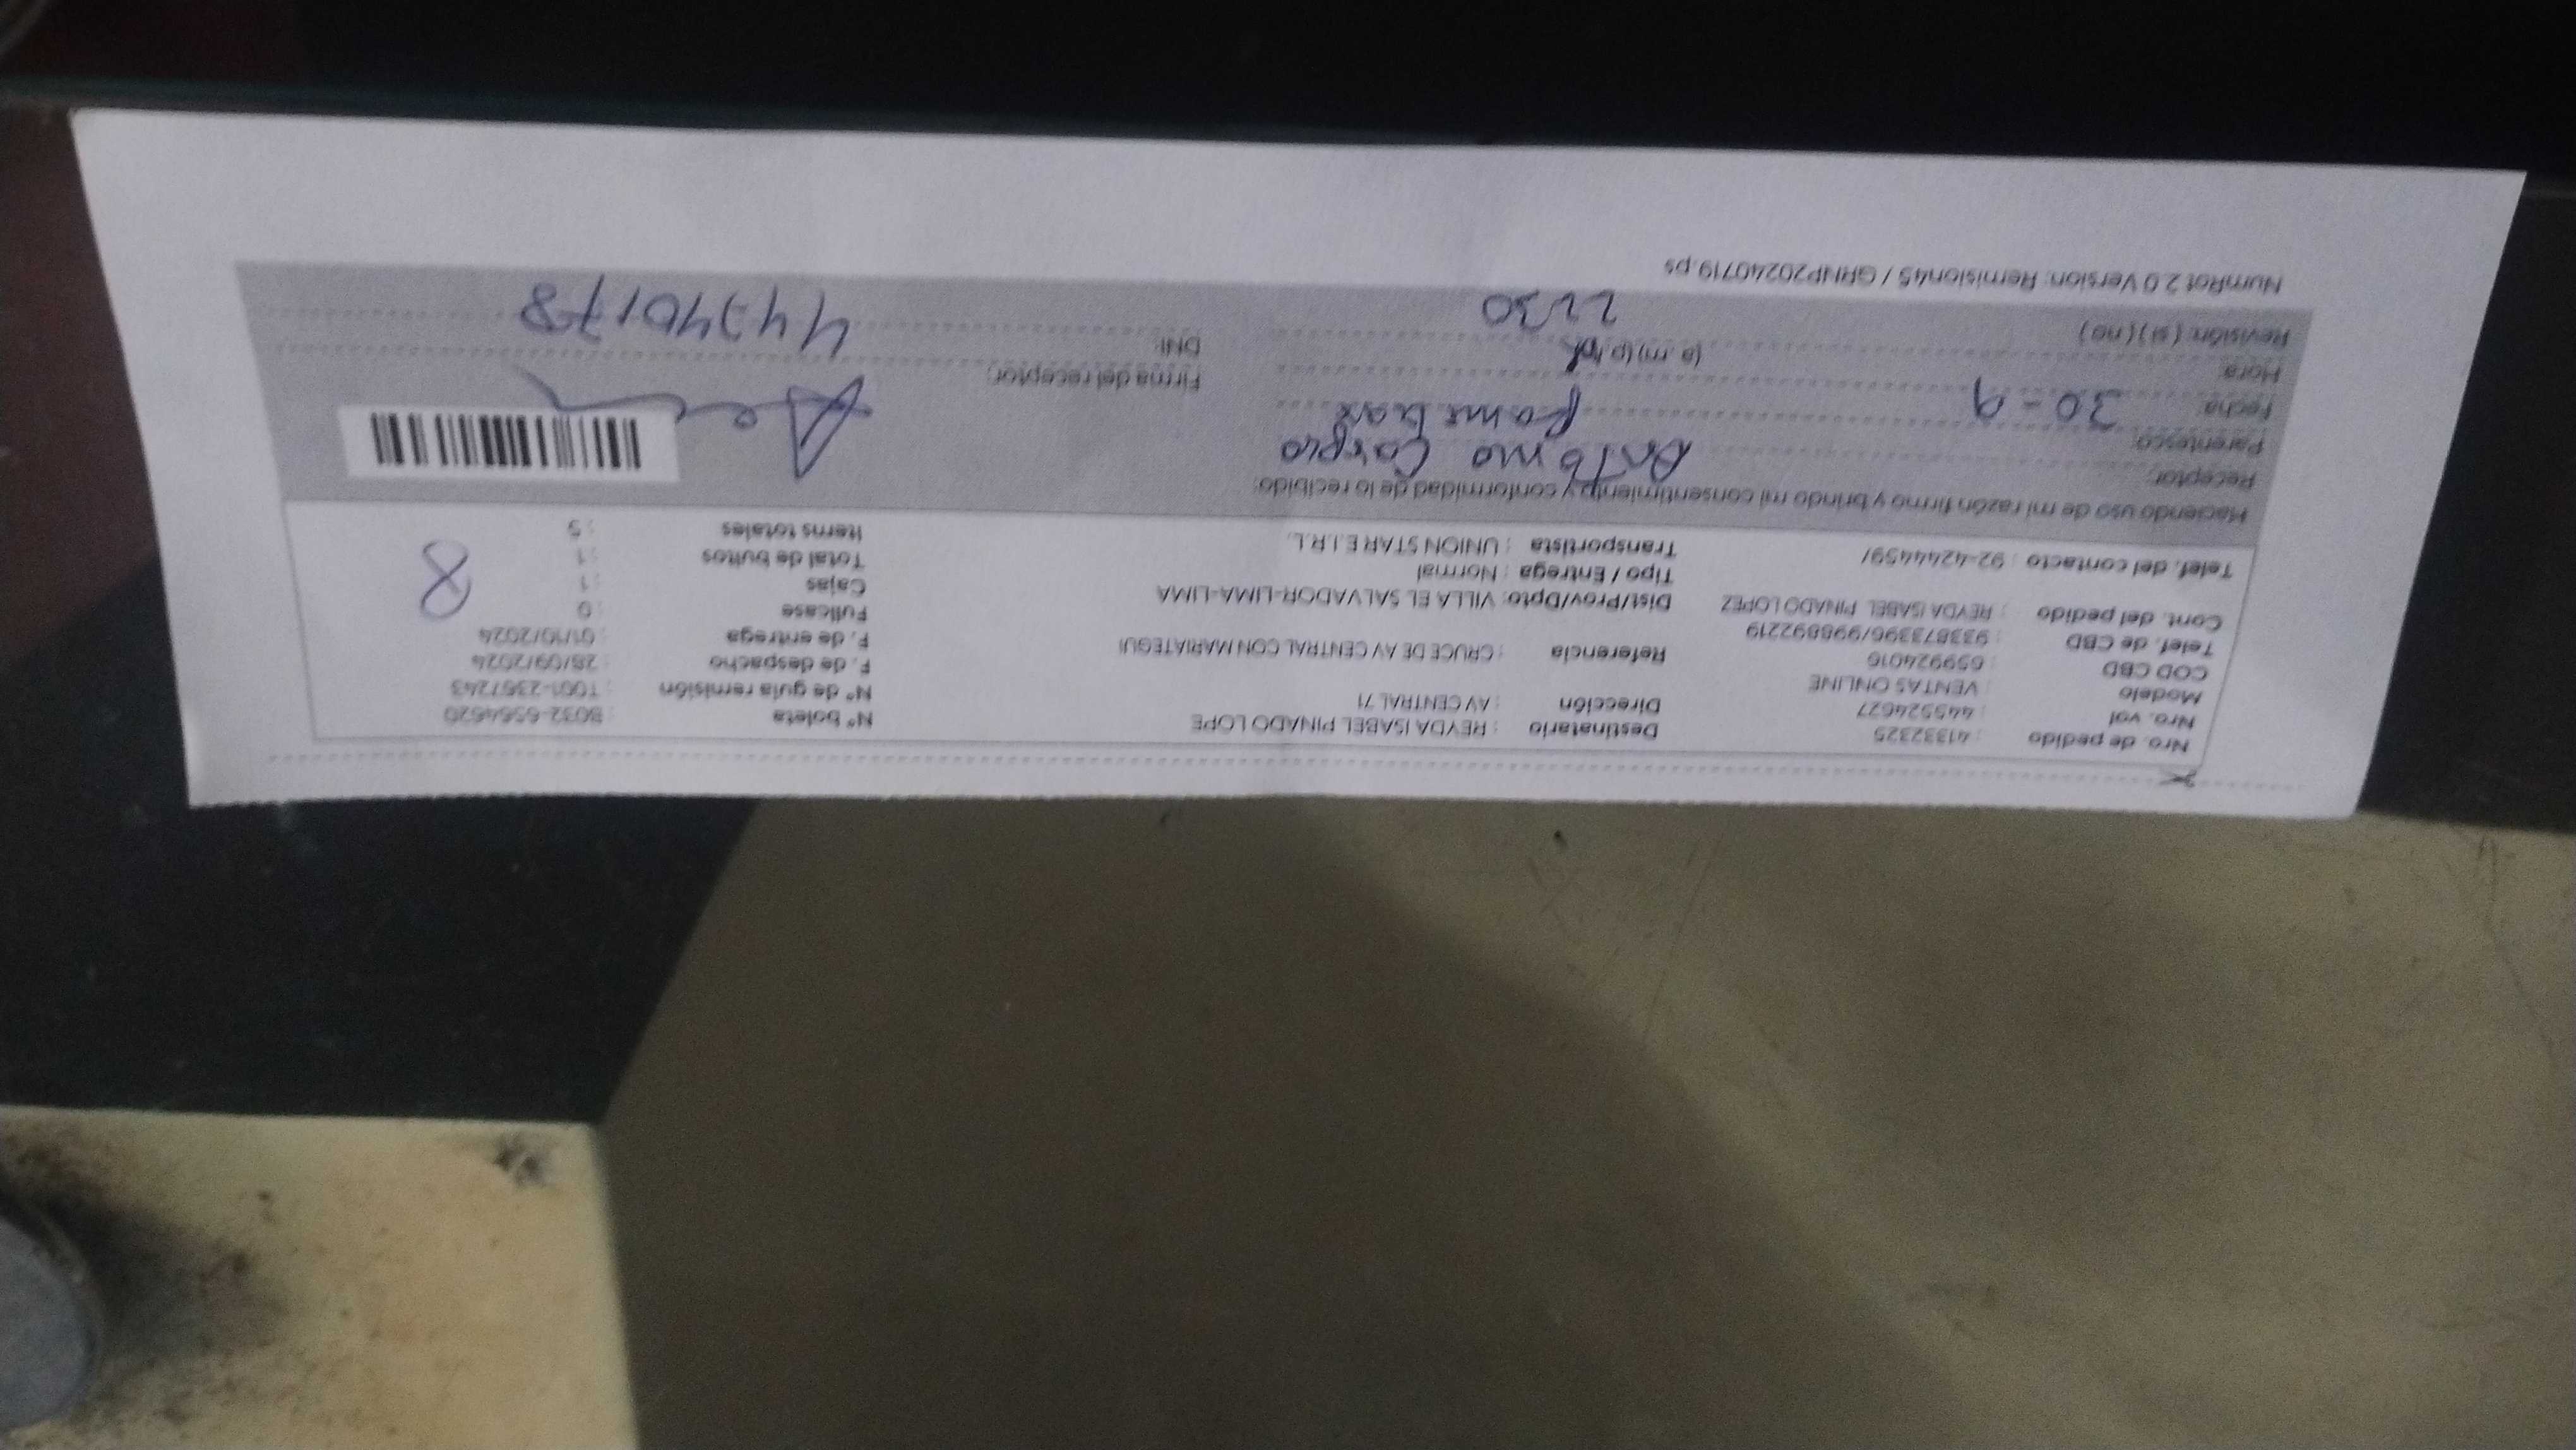 Nro. de pedido : 41332325 Destinatario : REYDA ISABEL PINADO LOPE N° boleta : B032-6564620
Nro. vol : 445524627 Dirección : AV CENTRAL 71 N° de guía remisión : T001-2367243
Modelo : VENTAS ONLINE F. de despacho : 28/09/2024
COD CBD : 659924016 Referencia : CRUCE DE AV CENTRAL CON MARIATEGUI F. de entrega : 01/10/2024
Telef. de CBD : 933873396/998892219 Fullcase : 0
Cont. del pedido : REYDA ISABEL PINADO LOPEZ Dist/Prov/Dpto: VILLA EL SALVADOR-LIMA-LIMA Cajas : 1
Tipo / Entrega : Normal Total de bultos : 1
Telef. del contacto : 92-4244459/ Transportista : UNION STAR E.I.R.L. Items totales : 5
8
Haciendo uso de mi razón firmo y brindo mi consentimiento y conformidad de lo recibido:
Receptor: Antonio Carpio
Parentesco: familiar
Fecha: 30-9 Firma del receptor:
Hora: (a.m) (p.m)
Revisión: (si) (no) 2230 DNI: 44740178
NumRot 2.0 Version: Remision45 / GRNP20240719.ps